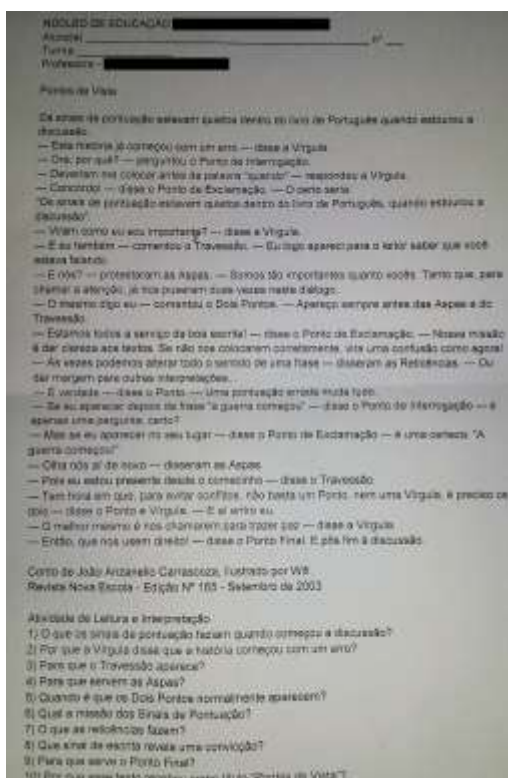 NÚCLEO DE EDUCAÇÃO
Aluno(a) nº
Turma
Professora -
Pontos de Vista
Os sinais de pontuação estavam quietos dentro do livro de Português quando estourou a
discussão.
— Esta história já começou com um erro — disse a Vírgula.
— Ora, por quê? — perguntou o Ponto de Interrogação.
— Deveriam me colocar antes da palavra "quando" — respondeu a Vírgula.
— Concordo! — disse o Ponto de Exclamação. — O certo seria:
"Os sinais de pontuação estavam quietos dentro do livro de Português, quando estourou a
discussão".
— Viram como eu sou importante? — disse a Vírgula.
— E eu também — comentou o Travessão. — Eu logo apareci para o leitor saber que você
estava falando.
— E nós? — protestaram as Aspas. — Somos tão importantes quanto vocês. Tanto que, para
chamar a atenção, já nos puseram duas vezes neste diálogo.
— O mesmo digo eu — comentou o Dois Pontos. — Apareço sempre antes das Aspas e do
Travessão.
— Estamos todos a serviço da boa escrita! — disse o Ponto de Exclamação. — Nossa missão
é dar clareza aos textos. Se não nos colocarem corretamente, vira uma confusão como agora!
— Às vezes podemos alterar todo o sentido de uma frase — disseram as Reticências. — Ou
dar margem para outras interpretações...
— É verdade — disse o Ponto. — Uma pontuação errada muda tudo.
— Se eu aparecer depois da frase "a guerra começou" — disse o Ponto de Interrogação — é
apenas uma pergunta, certo?
— Mas se eu aparecer no seu lugar — disse o Ponto de Exclamação — é uma certeza: "A
guerra começou!"
— Olha nós aí de novo — disseram as Aspas.
— Pois eu estou presente desde o comecinho — disse o Travessão.
— Tem hora em que, para evitar conflitos, não basta um Ponto, nem uma Vírgula, é preciso os
dois — disse o Ponto e Vírgula. — E aí entro eu.
— O melhor mesmo é nos chamarem para trazer paz — disse a Vírgula.
— Então, que nos usem direito! — disse o Ponto Final. E pôs fim à discussão.
Conto de João Anzanello Carrascoza, ilustrado por Will.
Revista Nova Escola - Edição Nº 165 - Setembro de 2003
Atividade de Leitura e Interpretação
1) O que os sinais de pontuação faziam quando começou a discussão?
2) Por que a Vírgula disse que a história começou com um erro?
3) Para que o Travessão aparece?
4) Para que servem as Aspas?
5) Quando é que os Dois Pontos normalmente aparecem?
6) Qual a missão dos Sinais de Pontuação?
7) O que as reticências fazem?
8) Que sinal de escrita revela uma convicção?
9) Para que serve o Ponto Final?
10) Por que esse texto recebeu como título "Pontos de Vista"?